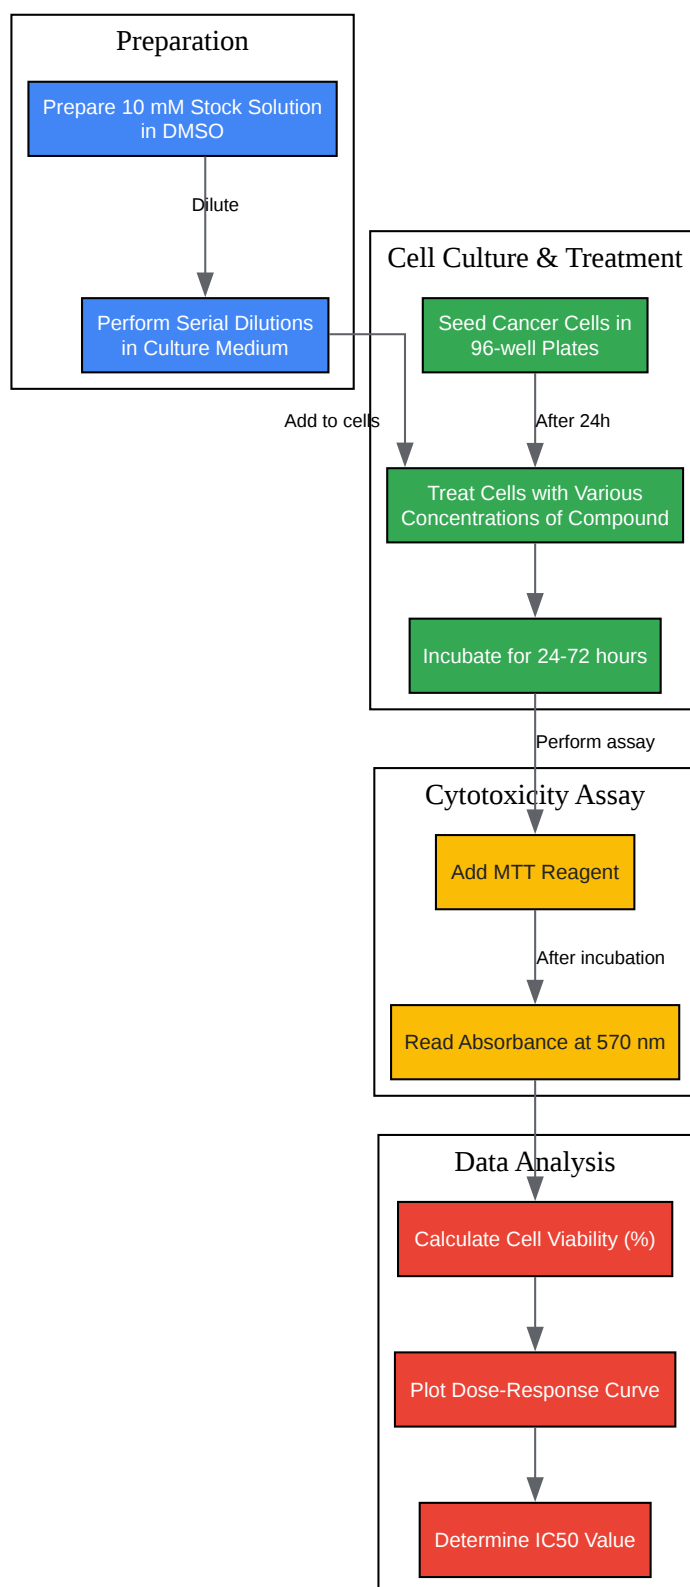 Preparation
Prepare 10 mM Stock Solution
in DMSO
Dilute
Perform Serial Dilutions
in Culture Medium
Cell Culture & Treatment
Seed Cancer Cells in
96-well Plates
Add to cells
After 24h
Treat Cells with Various
Concentrations of Compound
Incubate for 24-72 hours
Perform assay
Cytotoxicity Assay
Add MTT Reagent
After incubation
Read Absorbance at 570 nm
Data Analysis
Calculate Cell Viability (%)
Plot Dose-Response Curve
Determine IC50 Value